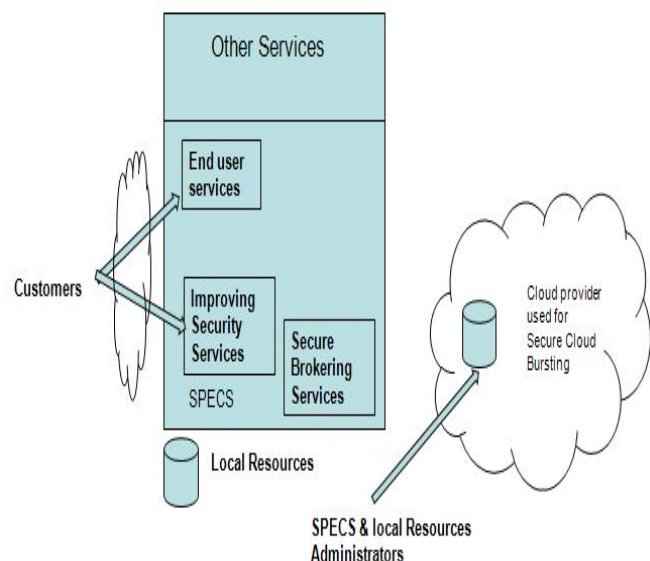 Other Services
End user
services
Customers
Improving
Security
Services
Secure
Brokering
Services
SPECS
Local Resources
Cloud provider
used for
Secure Cloud
Bursting
SPECS & local Resources
Administrators